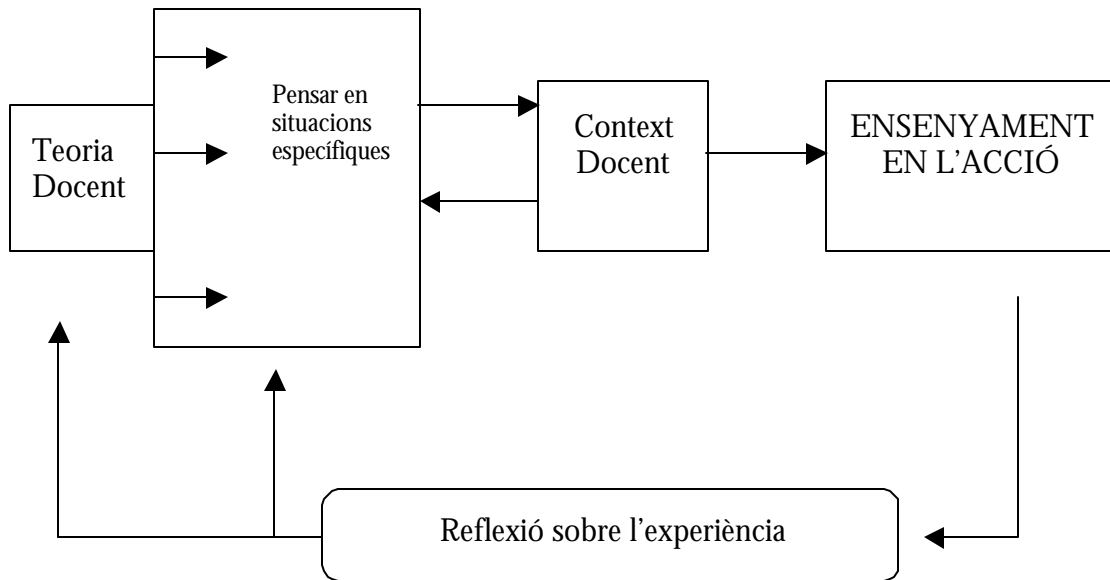 Teoria
Docent
Pensar en
situacions
específiques
Context
Docent
ENSENYAMENT
EN L'ACCIÓ
Reflexió sobre l'experiència